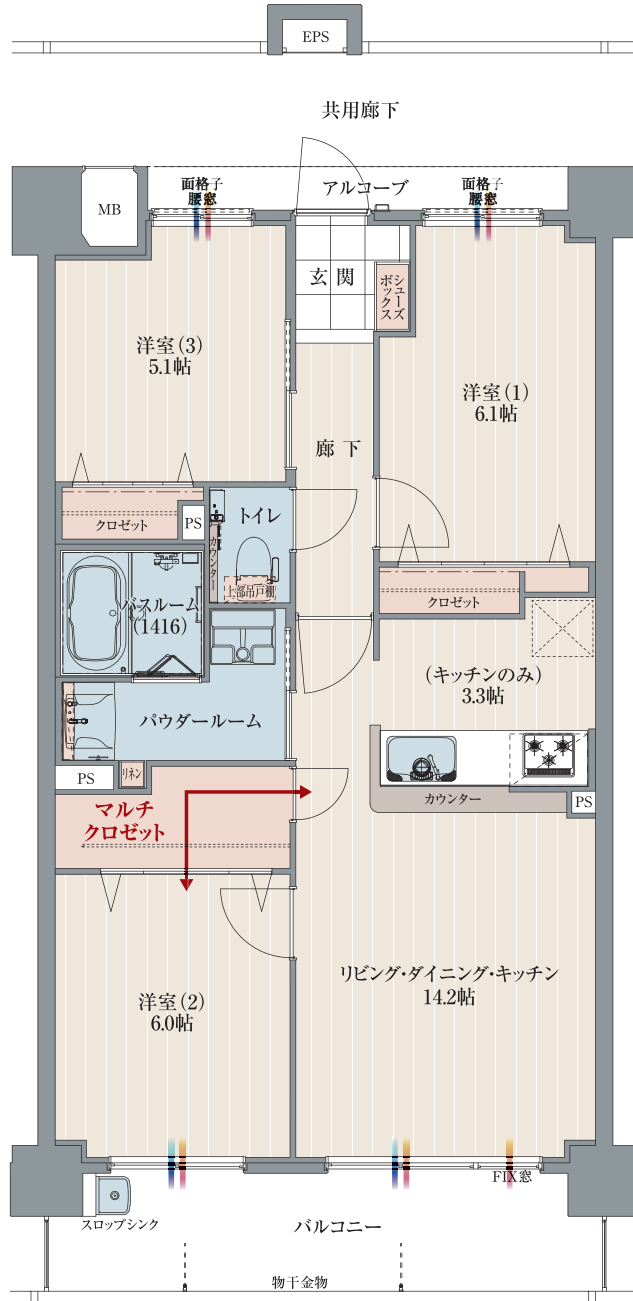 EPS
共用廊下
面格子
腰窓
アルコーブ
面格子
腰窓
MB
玄関
シューズ
ボックス
洋室(3)
5.1帖
洋室(1)
6.1帖
廊下
クロゼット
PS
トイレ
カウンター
上部吊戸棚
バスルーム
(1416)
クロゼット
(キッチンのみ)
3.3帖
パウダールーム
PS
リネン
カウンター
PS
マルチ
クロゼット
リビング・ダイニング・キッチン
14.2帖
洋室(2)
6.0帖
FIX窓
スロップシンク
バルコニー
物干金物